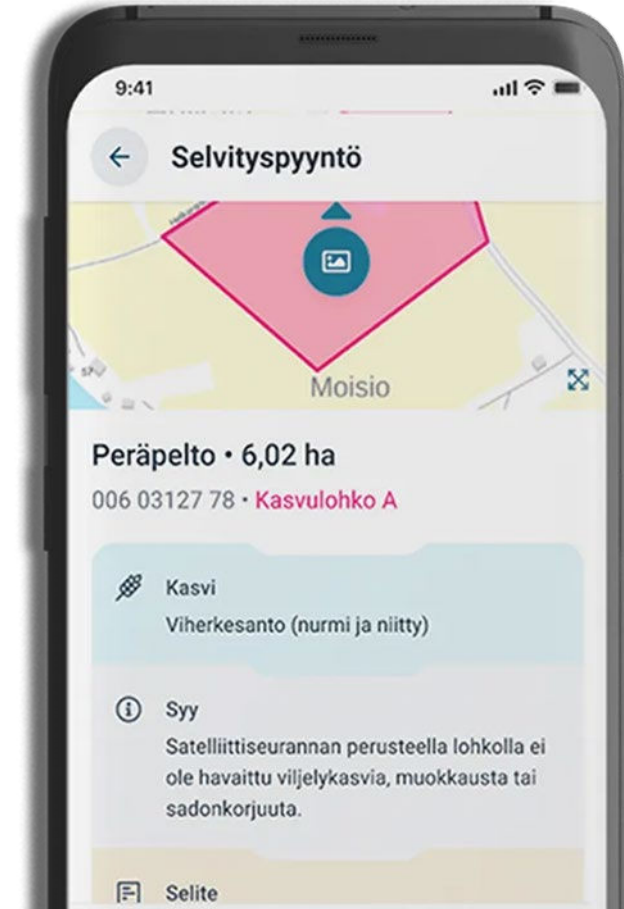 9:41
Selvityspyyntö
Moisio
Peräpelto • 6,02 ha
006 03127 78 • Kasvulohko A
Kasvi
Viherkesanto (nurmi ja niitty)
Syy
Satelliittiseurannan perusteella lohkolla ei
ole havaittu viljelykasvia, muokkausta tai
sadonkorjuuta.
Selite